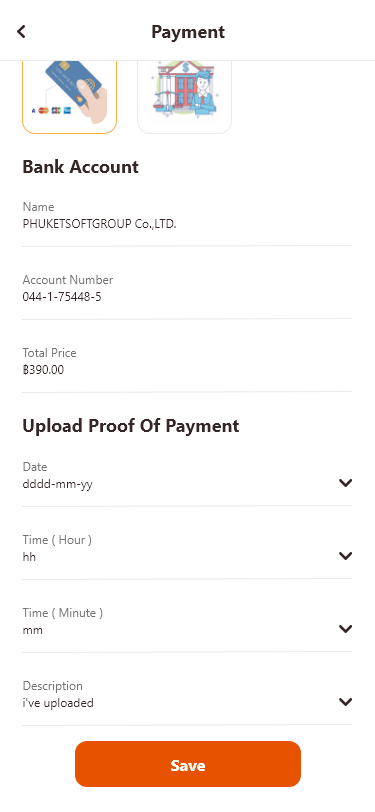 Payment
Bank Account
Name
PHUKETSOFTGROUP Co.,LTD.
Account Number
044-1-75448-5
Total Price
฿390.00
Upload Proof Of Payment
Date
dddd-mm-yy
Time ( Hour )
hh
Time ( Minute )
mm
Description
i've uploaded
Save